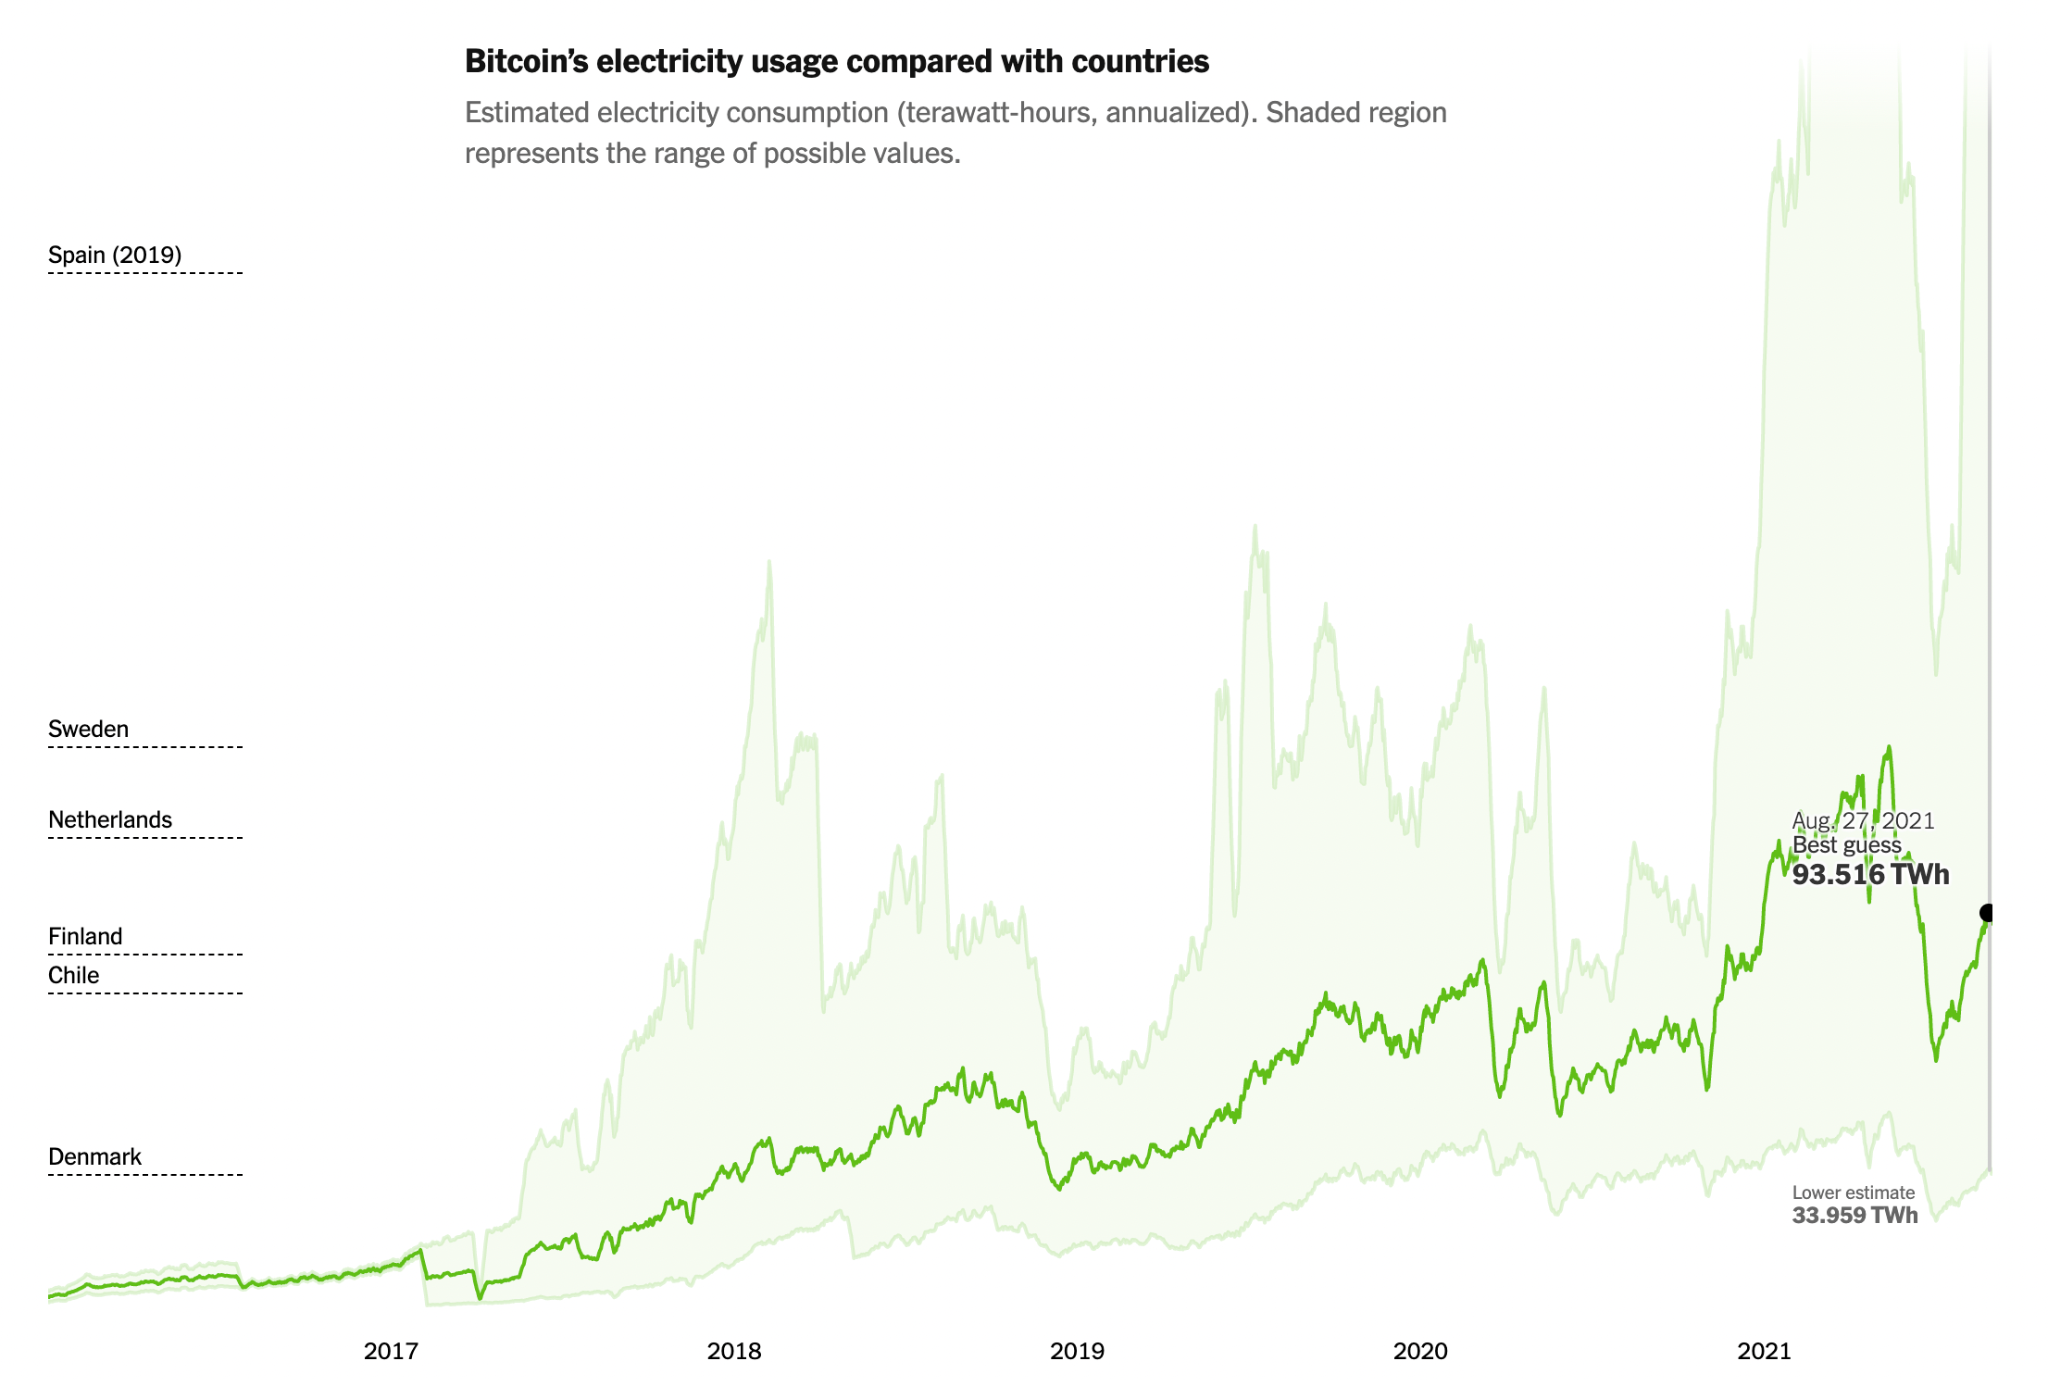 Bitcoin’s electricity usage compared with countries
Estimated electricity consumption (terawatt-hours, annualized). Shaded region
represents the range of possible values.
Spain (2019)
Sweden
Netherlands
Aug. 27, 2021
Best guess
93.516 TWh
Finland
Chile
Denmark
Lower estimate
33.959 TWh
2017
2018
2019
2020
2021